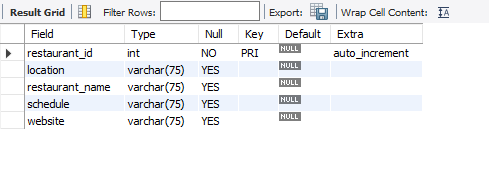 Result Grid Filter Rows: Export: Wrap Cell Content: IA
Field Type Null Key Default Extra
restaurant_id int NO PRI NULL auto_increment
location varchar(75) YES NULL
restaurant_name varchar(75) YES NULL
schedule varchar(75) YES NULL
website varchar(75) YES NULL